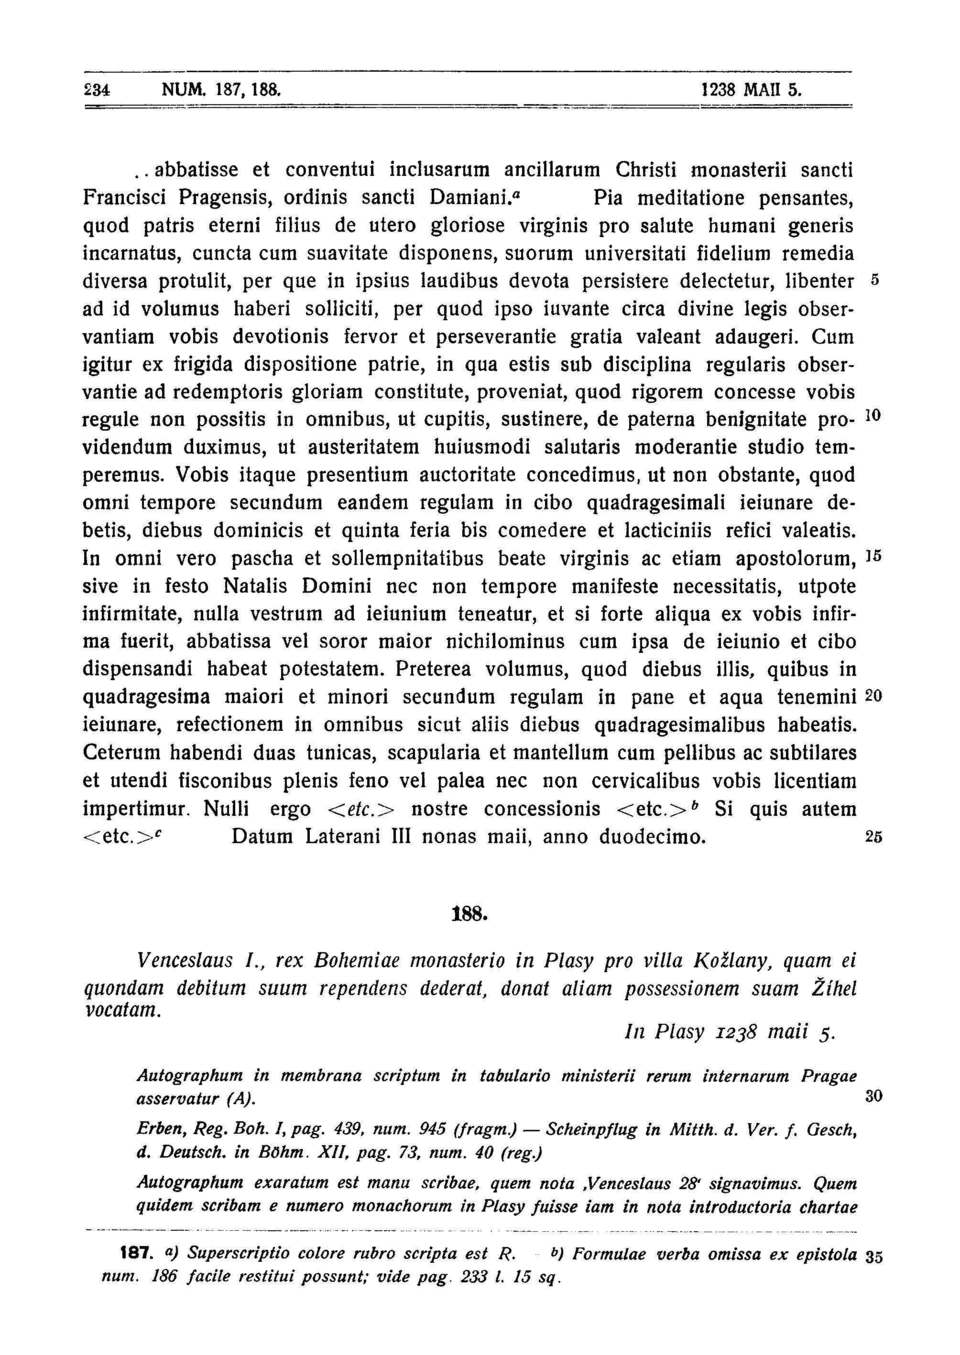 234 NUM. 187, 188. 1238 MAII 5.
. . abbatisse et conventui inclusarum ancillarum Christi monasterii sancti
Francisci Pragensis, ordinis sancti Damiani.a Pia meditatione pensantes,
quod patris eterni filius de utero gloriose virginis pro salute humani generis
incarnatus, cuncta cum suavitate disponens, suorum universitati fidelium remedia
diversa protulit, per que in ipsius laudibus devota persistere delectetur, libenter 5
ad id volumus haberi solliciti, per quod ipso iuvante circa divine legis obser-
vantiam vobis devotionis fervor et perseverantie gratia valeant adaugeri. Cum
igitur ex frigida dispositione patrie, in qua estis sub disciplina regularis obser-
vantie ad redemptoris gloriam constitute, proveniat, quod rigorem concesse vobis
regule non possitis in omnibus, ut cupitis, sustinere, de paterna benignitate pro- 10
videndum duximus, ut austeritatem huiusmodi salutaris moderantie studio tem-
peremus. Vobis itaque presentium auctoritate concedimus, ut non obstante, quod
omni tempore secundum eandem regulam in cibo quadragesimali ieiunare de-
betis, diebus dominicis et quinta feria bis comedere et lacticiniis refici valeatis.
In omni vero pascha et sollempnitatibus beate virginis ac etiam apostolorum, 15
sive in festo Natalis Domini nec non tempore manifeste necessitatis, utpote
infirmitate, nulla vestrum ad ieiunium teneatur, et si forte aliqua ex vobis infir-
ma fuerit, abbatissa vel soror maior nichilominus cum ipsa de ieiunio et cibo
dispensandi habeat potestatem. Preterea volumus, quod diebus illis, quibus in
quadragesima maiori et minori secundum regulam in pane et aqua tenemini 20
ieiunare, refectionem in omnibus sicut aliis diebus quadragesimalibus habeatis.
Ceterum habendi duas tunicas, scapularia et mantellum cum pellibus ac subtilares
et utendi fisconibus plenis feno vel palea nec non cervicalibus vobis licentiam
impertimur. Nulli ergo <etc.> nostre concessionis <etc.>b Si quis autem
<etc.>c Datum Laterani III nonas maii, anno duodecimo. 25
188.
Venceslaus I., rex Bohemiae monasterio in Plasy pro villa Kožlany, quam ei
quondam debitum suum rependens dederat, donat aliam possessionem suam Žihel
vocatam.
In Plasy 1238 maii 5.
Autographum in membrana scriptum in tabulario ministerii rerum internarum Pragae
asservatur (A). 30
Erben, Reg. Boh. I, pag. 439, num. 945 (fragm.) — Scheinpflug in Mitth. d. Ver. f. Gesch,
d. Deutsch. in Böhm. XII, pag. 73, num. 40 (reg.)
Autographum exaratum est manu scribae, quem nota ‚Venceslaus 28‘ signavimus. Quem
quidem scribam e numero monachorum in Plasy fuisse iam in nota introductoria chartae
187. a) Superscriptio colore rubro scripta est R. b) Formulae verba omissa ex epistola 35
num. 186 facile restitui possunt; vide pag. 233 l. 15 sq.